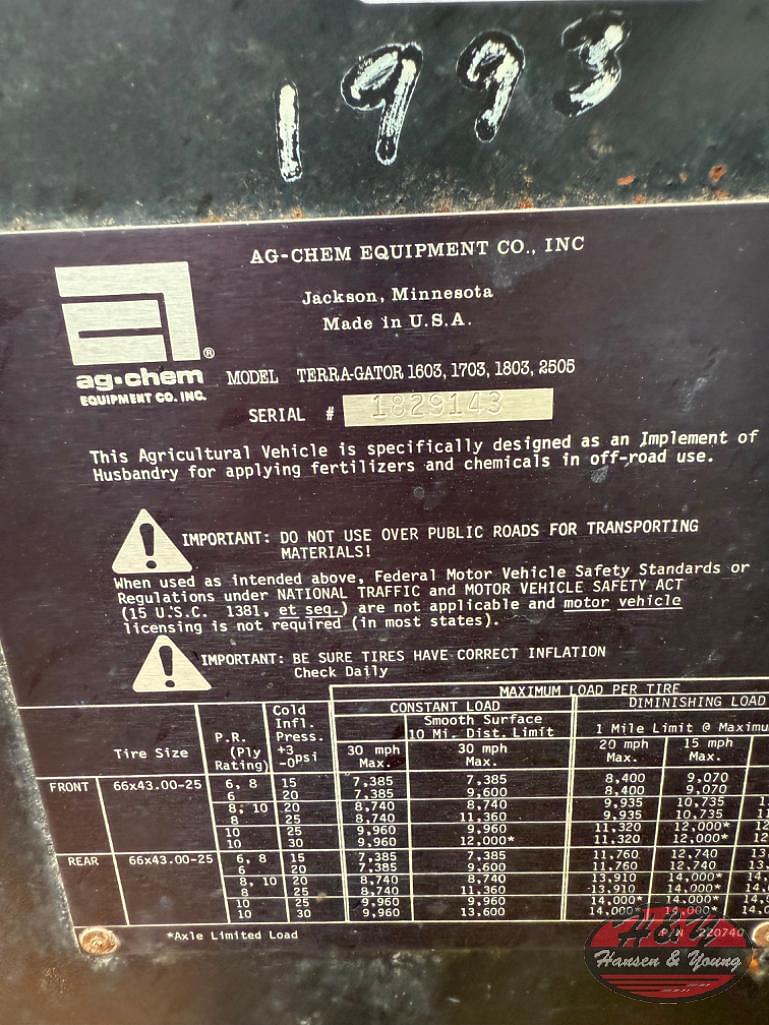 1993
AG-CHEM EQUIPMENT CO., INC
Jackson, Minnesota
Made in U.S.A.
ag·chem®
EQUIPMENT CO. INC.
MODEL TERRA-GATOR 1603, 1703, 1803, 2505
SERIAL # 1829143
This Agricultural Vehicle is specifically designed as an Implement of
Husbandry for applying fertilizers and chemicals in off-road use.
IMPORTANT: DO NOT USE OVER PUBLIC ROADS FOR TRANSPORTING
MATERIALS!
When used as intended above, Federal Motor Vehicle Safety Standards or
Regulations under NATIONAL TRAFFIC and MOTOR VEHICLE SAFETY ACT
(15 U.S.C. 1381, et seq.) are not applicable and motor vehicle
licensing is not required (in most states).
IMPORTANT: BE SURE TIRES HAVE CORRECT INFLATION
Check Daily
MAXIMUM LOAD PER TIRE
CONSTANT LOAD DIMINISHING LOAD
Smooth Surface
10 Mi. Dist. Limit 1 Mile Limit @ Maximu
Tire Size
P.R.
(Ply
Rating)
Cold
Infl.
Press.
+3
-0 psi
30 mph 30 mph 20 mph 15 mph
Max. Max. Max. Max.
FRONT 66x43.00-25 6, 8 15 7,385 7,385 8,400 9,070
6 20 7,385 9,600 8,400 9,070
8, 10 20 8,740 8,740 9,935 10,735
8 25 8,740 11,360 9,935 10,735
10 25 9,960 9,960 11,320 12,000*
10 30 9,960 12,000* 11,320 12,000*
REAR 66x43.00-25 6, 8 15 7,385 7,385 11,760 12,740
6 20 7,385 9,600 11,760 12,740
8, 10 20 8,740 8,740 13,910 14,000*
8 25 8,740 11,360 13,910 14,000*
10 25 9,960 9,960 14,000* 14,000*
10 30 9,960 13,600 14,000* 14,000*
*Axle Limited Load
P/N 220740
H&Y
Hansen & Young